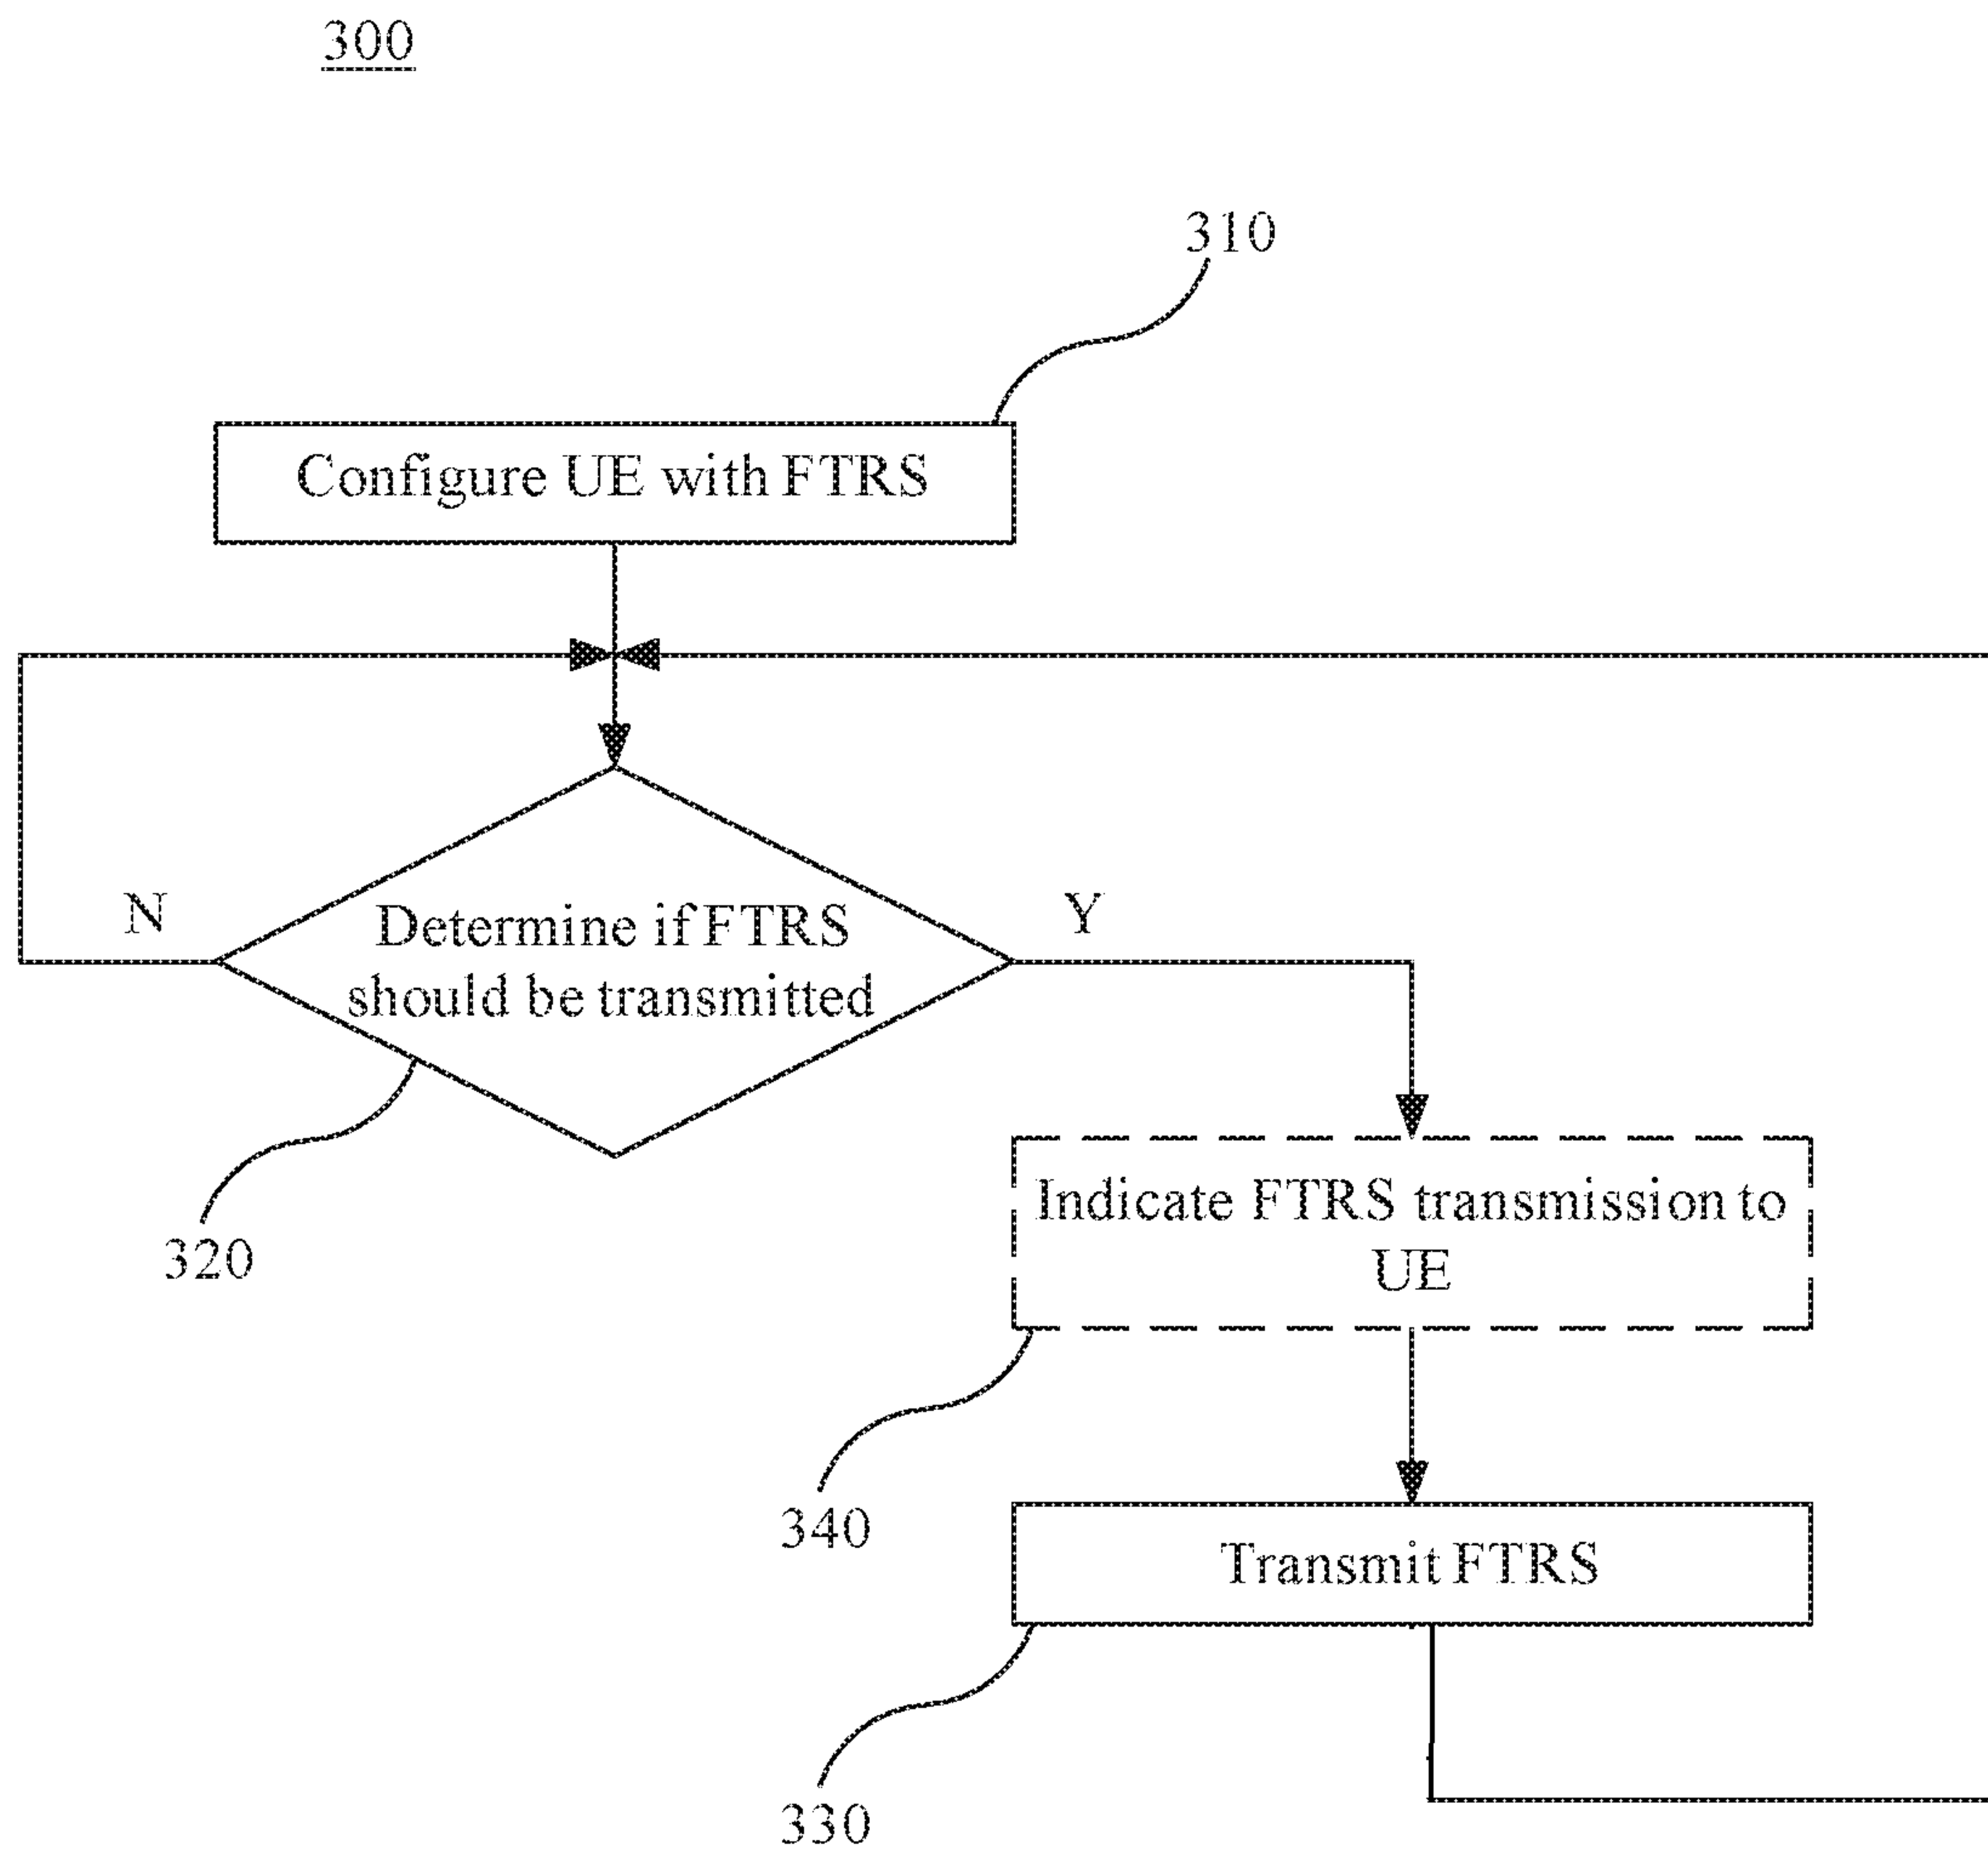 300
310
Configure UE with FTRS
N
Y
Determine if FTRS
should be transmitted
320
Indicate FTRS transmission to
UE
340
Transmit FTRS
330